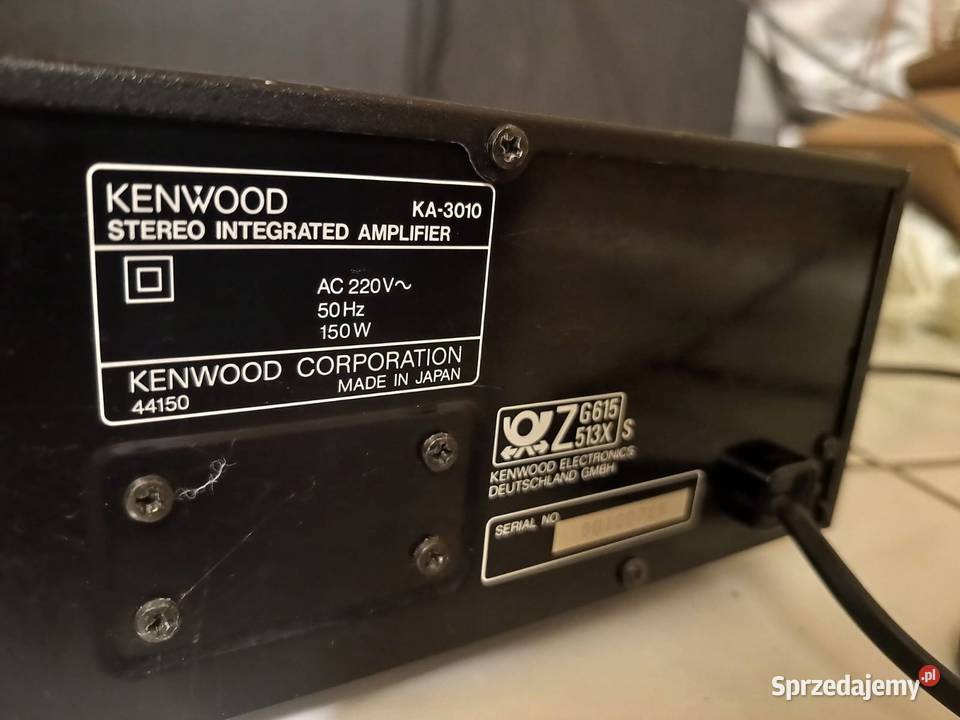 KENWOOD KA-3010
STEREO INTEGRATED AMPLIFIER
AC 220V~
50Hz
150W
KENWOOD CORPORATION
MADE IN JAPAN
44150
Z G615
513X S
KENWOOD ELECTRONICS
DEUTSCHLAND GMBH
SERIAL NO.
Sprzedajemy.pl